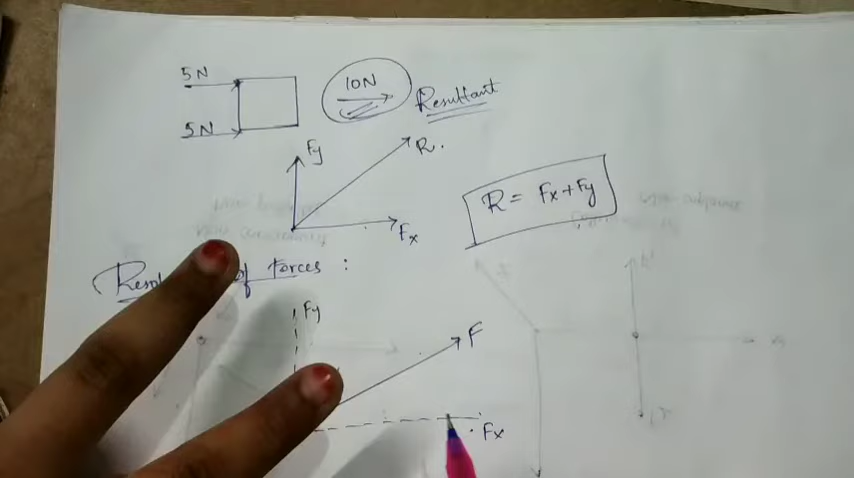 5N
10N
Resultant
5N
Fy
R.
R = Fx+Fy
Fx
of forces :
Fy
F
Fx